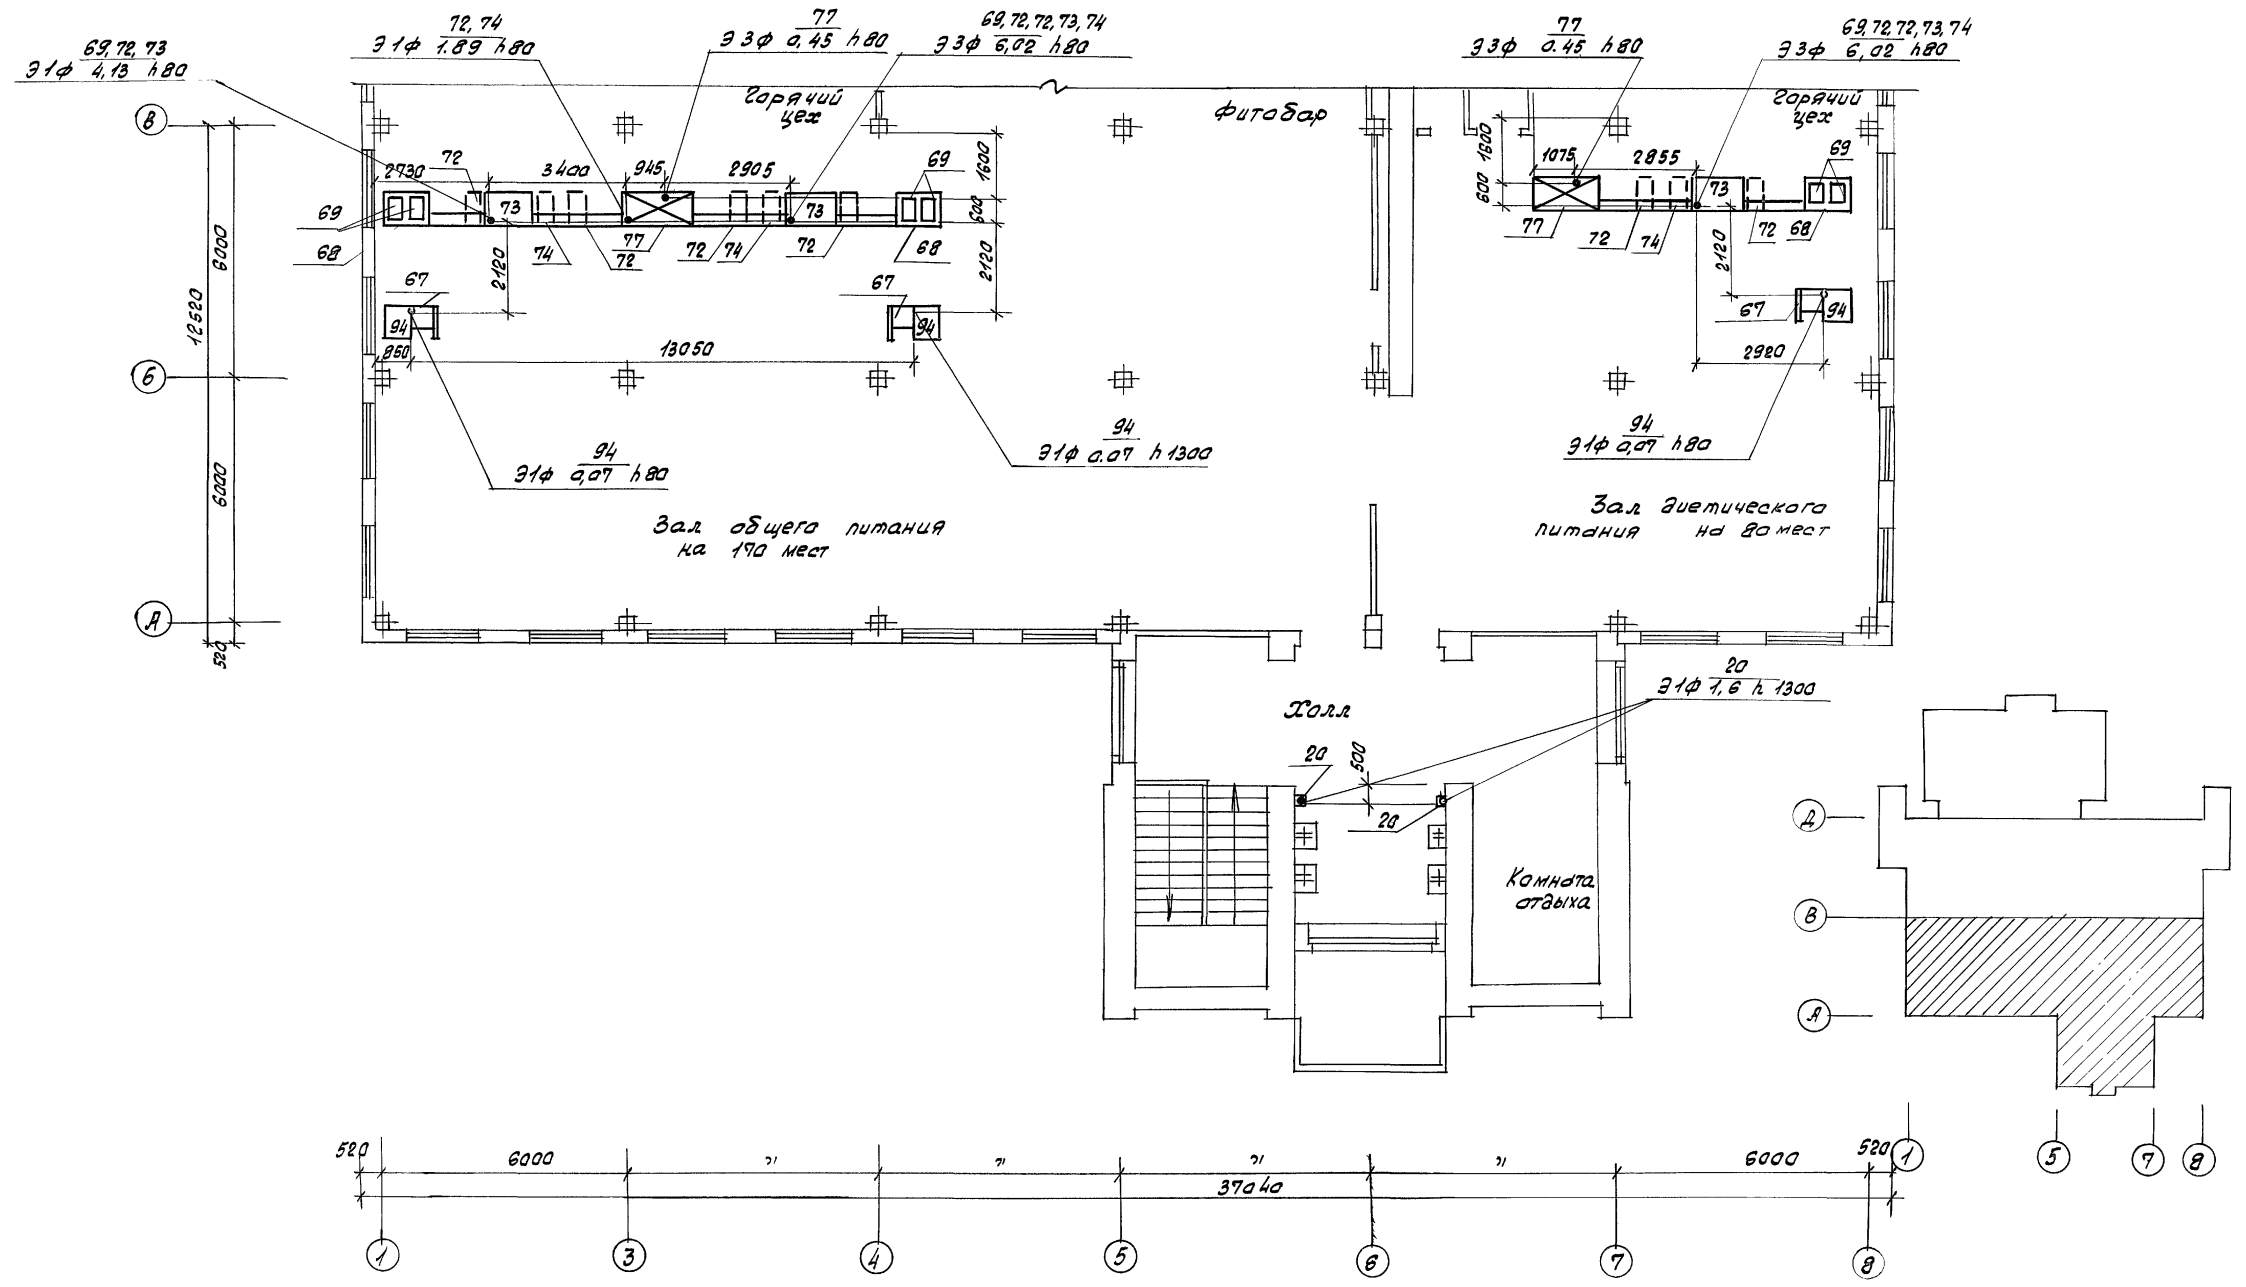 69,72,73
Э1ф 4,13 h80
72,74
Э1ф 1.89 h80
77
Э3ф 0,45 h80
69,72,72,73,74
Э3ф 6,02 h80
77
Э3ф 0.45 h80
69,72,72,73,74
Э3ф 6,02 h80
Горячий
цех
Фитобар
Горячий
цех
В
2730
72
3400
945
2905
69
1600
600
2120
1600
600
1075
2855
69
73
77
73
73
69
68
74
72
72
74
72
68
77
72
74
72
68
2120
2120
67
94
67
94
67
94
850
13050
2920
12520
6000
6000
520
Б
94
Э1ф 0,07 h80
94
Э1ф 0.07 h1300
94
Э1ф 0,07 h80
Зал общего питания
на 170 мест
Зал диетического
питания на 80 мест
А
20
Э1ф 1,6 h 1300
Холл
20
500
20
Комната
отдыха
Д
В
А
1
5
7
8
520
6000
"
"
"
"
6000
520
37040
1
3
4
5
6
7
8